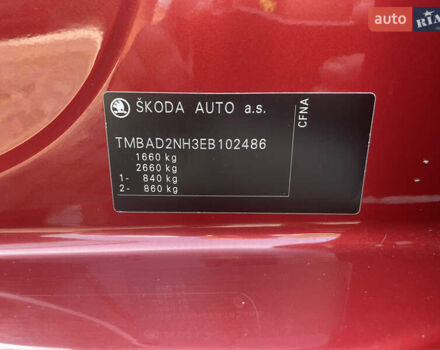 auto RIA
ŠKODA AUTO a.s.
CFNA
TMBAD2NH3EB102486
1660 kg
2660 kg
1- 840 kg
2- 860 kg